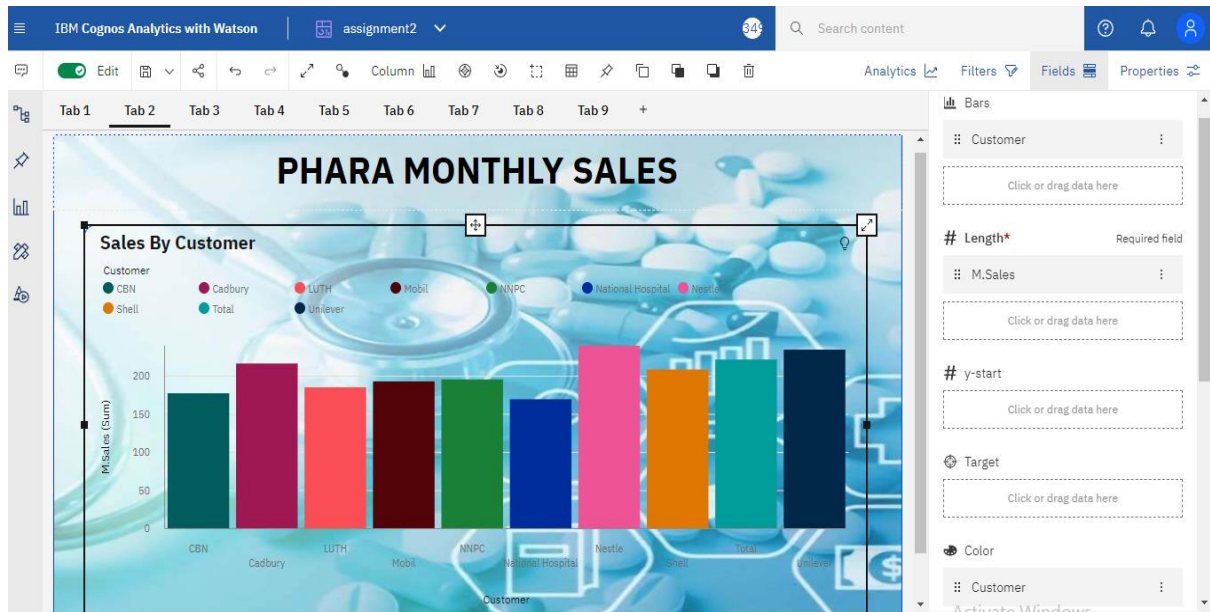 IBM Cognos Analytics with Watson
assignment2
349
Search content
Edit
Column
Analytics
Filters
Fields
Properties
Tab 1 Tab 2 Tab 3 Tab 4 Tab 5 Tab 6 Tab 7 Tab 8 Tab 9 +
PHARA MONTHLY SALES
Sales By Customer
Customer
CBN Cadbury LUTH Mobil NNPC National Hospital Nestle
Shell Total Unilever
M.Sales (Sum)
200
150
100
50
0
CBN LUTH NNPC Nestle Total
Cadbury Mobil National Hospital Shell Unilever
Customer
Bars
Customer
Click or drag data here
# Length* Required field
M.Sales
Click or drag data here
# y-start
Click or drag data here
Target
Click or drag data here
Color
Customer
Activate Windows